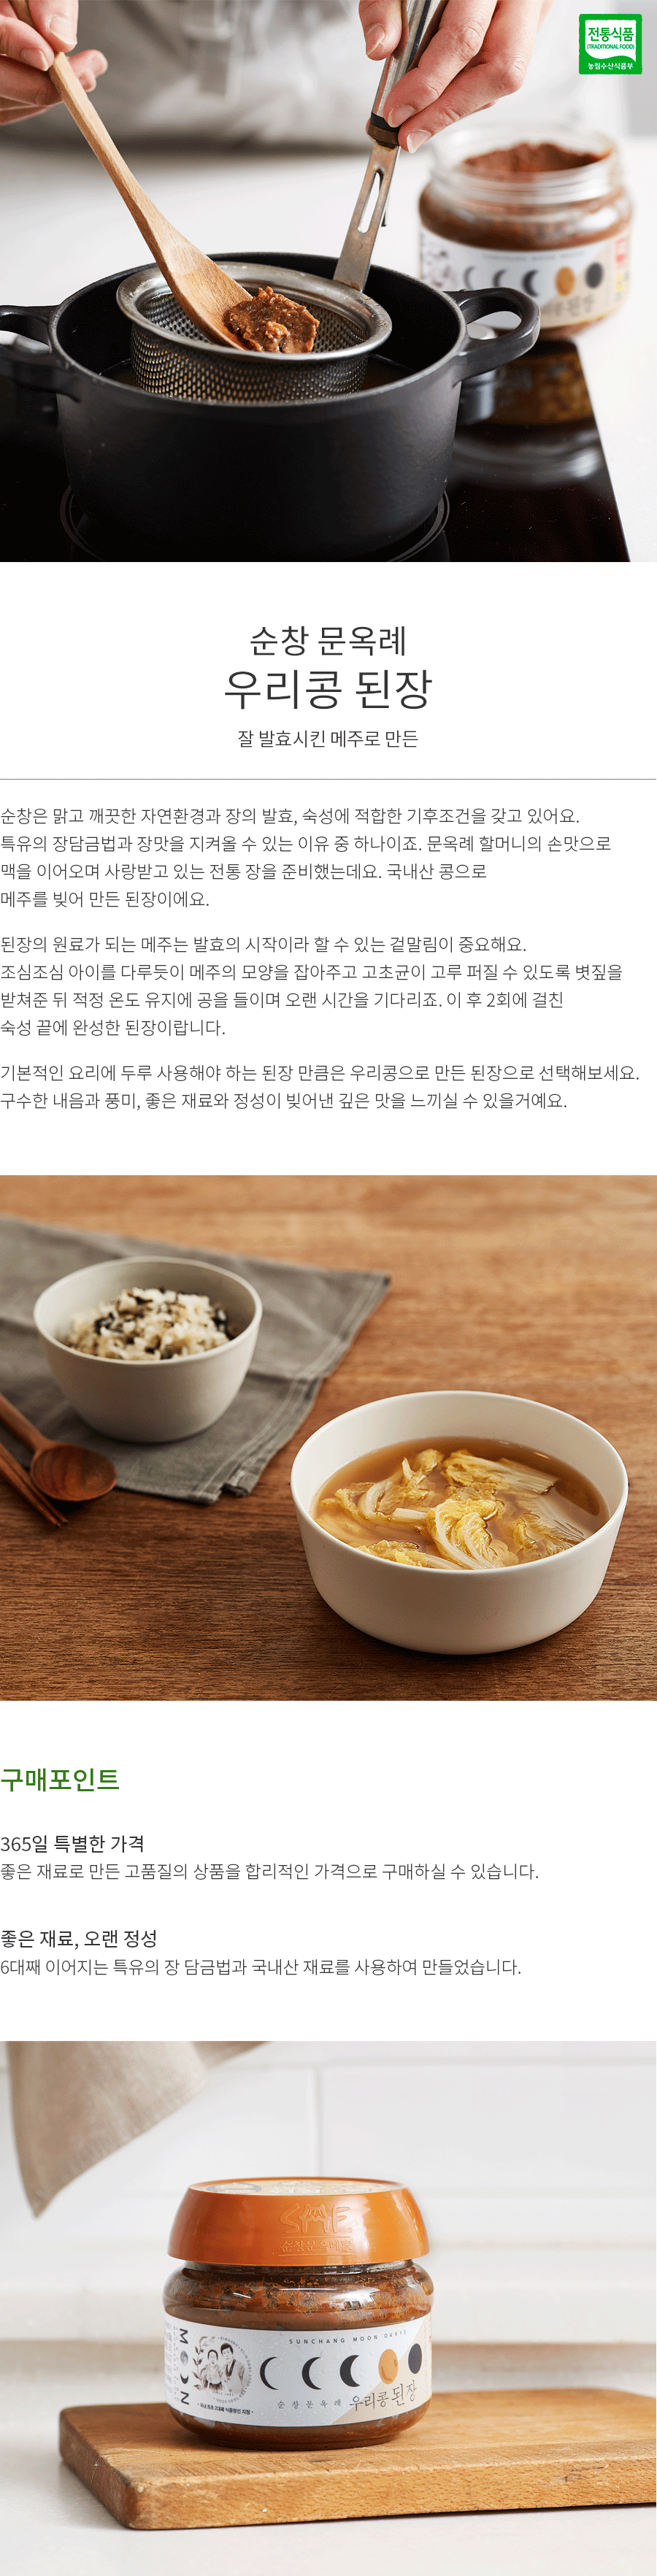 전통식품
(TRADITIONAL FOOD)
농림수산식품부
순창 문옥례
우리콩 된장
잘 발효시킨 메주로 만든
순창은 맑고 깨끗한 자연환경과 장의 발효, 숙성에 적합한 기후조건을 갖고 있어요.
특유의 장담금법과 장맛을 지켜올 수 있는 이유 중 하나이죠. 문옥례 할머니의 손맛으로
맥을 이어오며 사랑받고 있는 전통 장을 준비했는데요. 국내산 콩으로
메주를 빚어 만든 된장이에요.
된장의 원료가 되는 메주는 발효의 시작이라 할 수 있는 겉말림이 중요해요.
조심조심 아이를 다루듯이 메주의 모양을 잡아주고 고초균이 고루 퍼질 수 있도록 볏짚을
받쳐준 뒤 적정 온도 유지에 공을 들이며 오랜 시간을 기다리죠. 이 후 2회에 걸친
숙성 끝에 완성한 된장이랍니다.
기본적인 요리에 두루 사용해야 하는 된장 만큼은 우리콩으로 만든 된장으로 선택해보세요.
구수한 내음과 풍미, 좋은 재료와 정성이 빚어낸 깊은 맛을 느끼실 수 있을거예요.
구매포인트
365일 특별한 가격
좋은 재료로 만든 고품질의 상품을 합리적인 가격으로 구매하실 수 있습니다.
좋은 재료, 오랜 정성
6대째 이어지는 특유의 장 담금법과 국내산 재료를 사용하여 만들었습니다.
SME
순창문옥례
MOON
SUNCHANG MOON
순창문옥례 우리콩된장